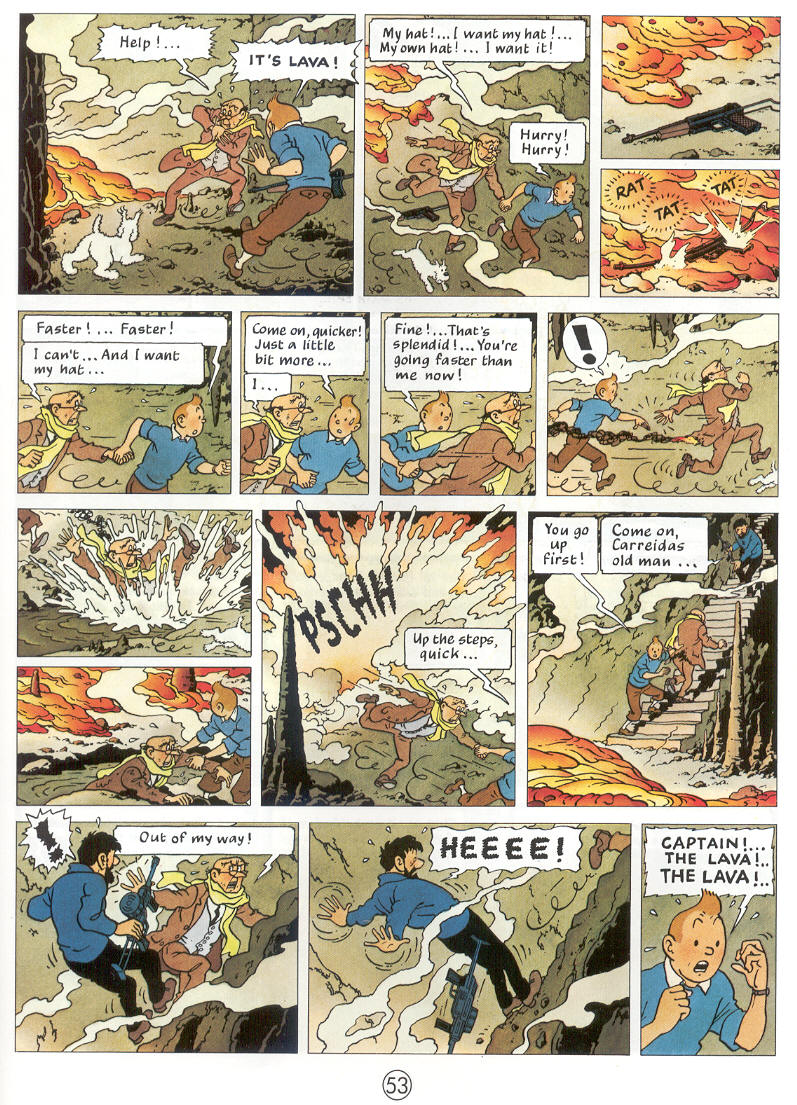 Help!...
IT'S LAVA!
My hat!... I want my hat!...
My own hat!... I want it!
Hurry!
Hurry!
RAT
TAT
TAT
Faster!... Faster!
I can't... And I want
my hat...
Come on, quicker!
Just a little
bit more...
I...
Fine!...That's
splendid!...You're
going faster than
me now!
!
PSCHH
Up the steps,
quick...
You go
up
first!
Come on,
Carreidas
old man...
!
Out of my way!
HEEEE!
CAPTAIN!...
THE LAVA!..
THE LAVA!..
53